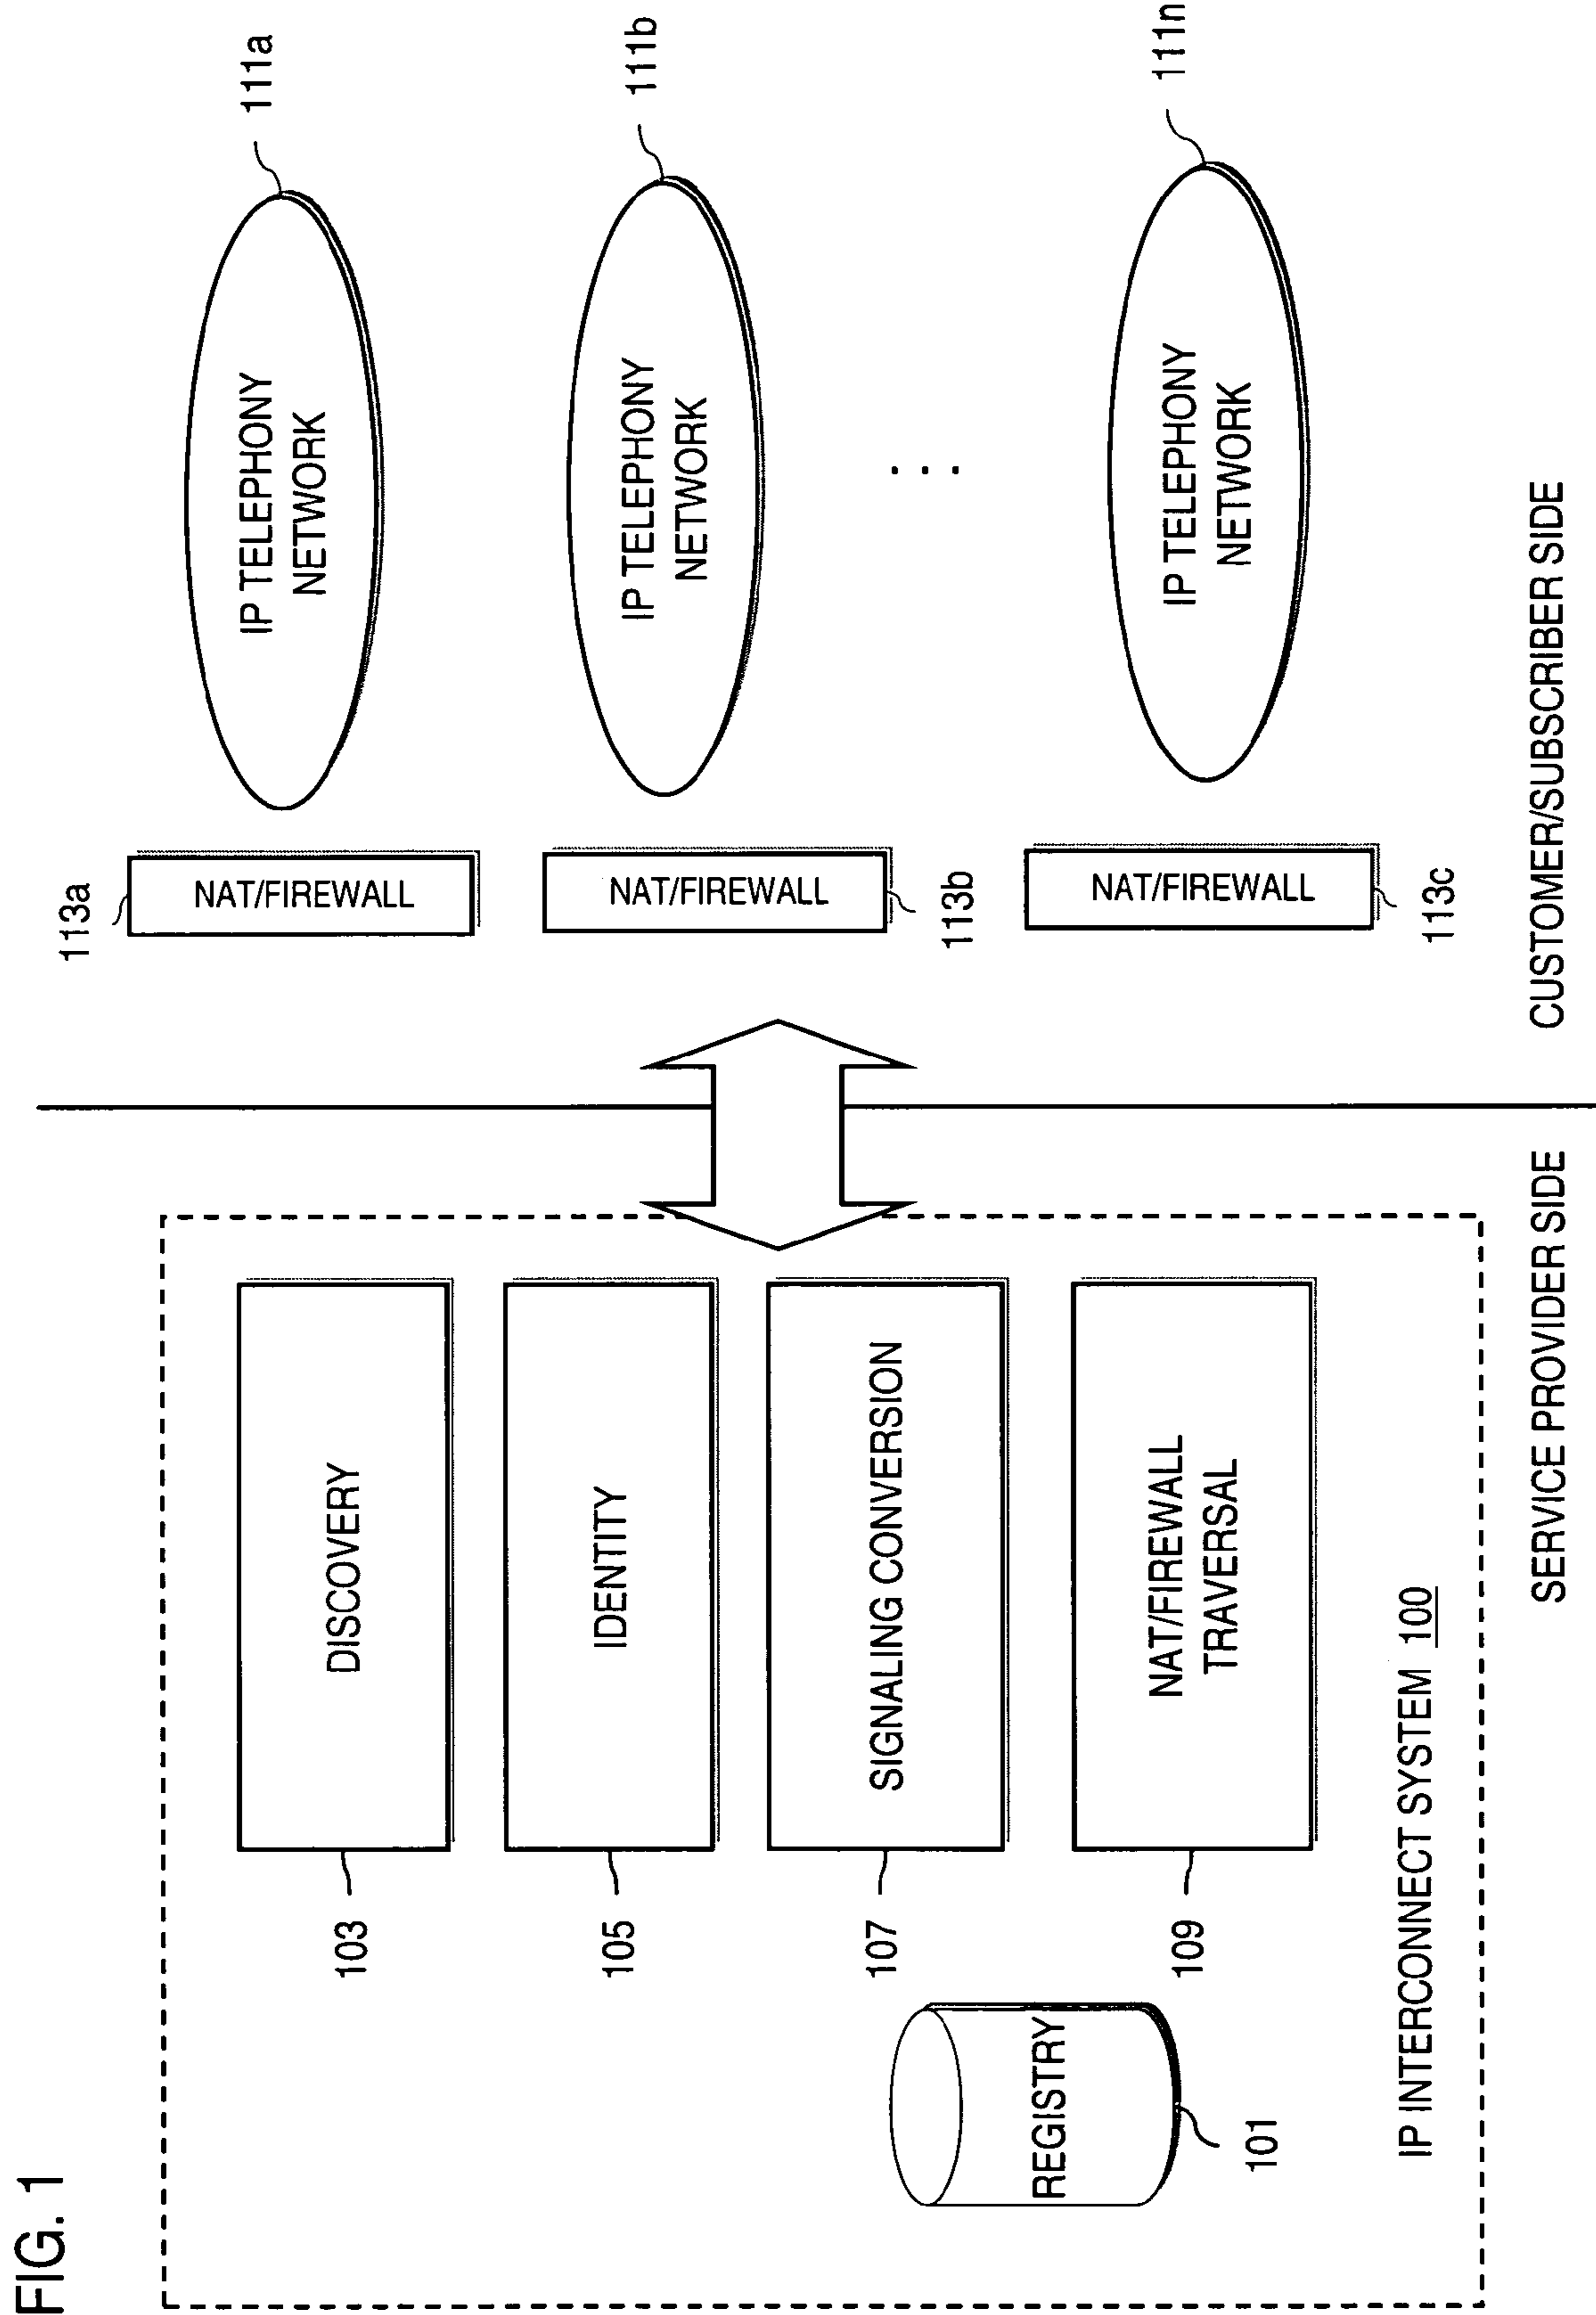 FIG. 1
103
DISCOVERY
105
IDENTITY
107
SIGNALING CONVERSION
109
NAT/FIREWALL
TRAVERSAL
REGISTRY
101
IP INTERCONNECT SYSTEM 100
SERVICE PROVIDER SIDE
113a
NAT/FIREWALL
IP TELEPHONY
NETWORK
111a
NAT/FIREWALL
113b
IP TELEPHONY
NETWORK
111b
. . .
NAT/FIREWALL
113c
IP TELEPHONY
NETWORK
111n
CUSTOMER/SUBSCRIBER SIDE